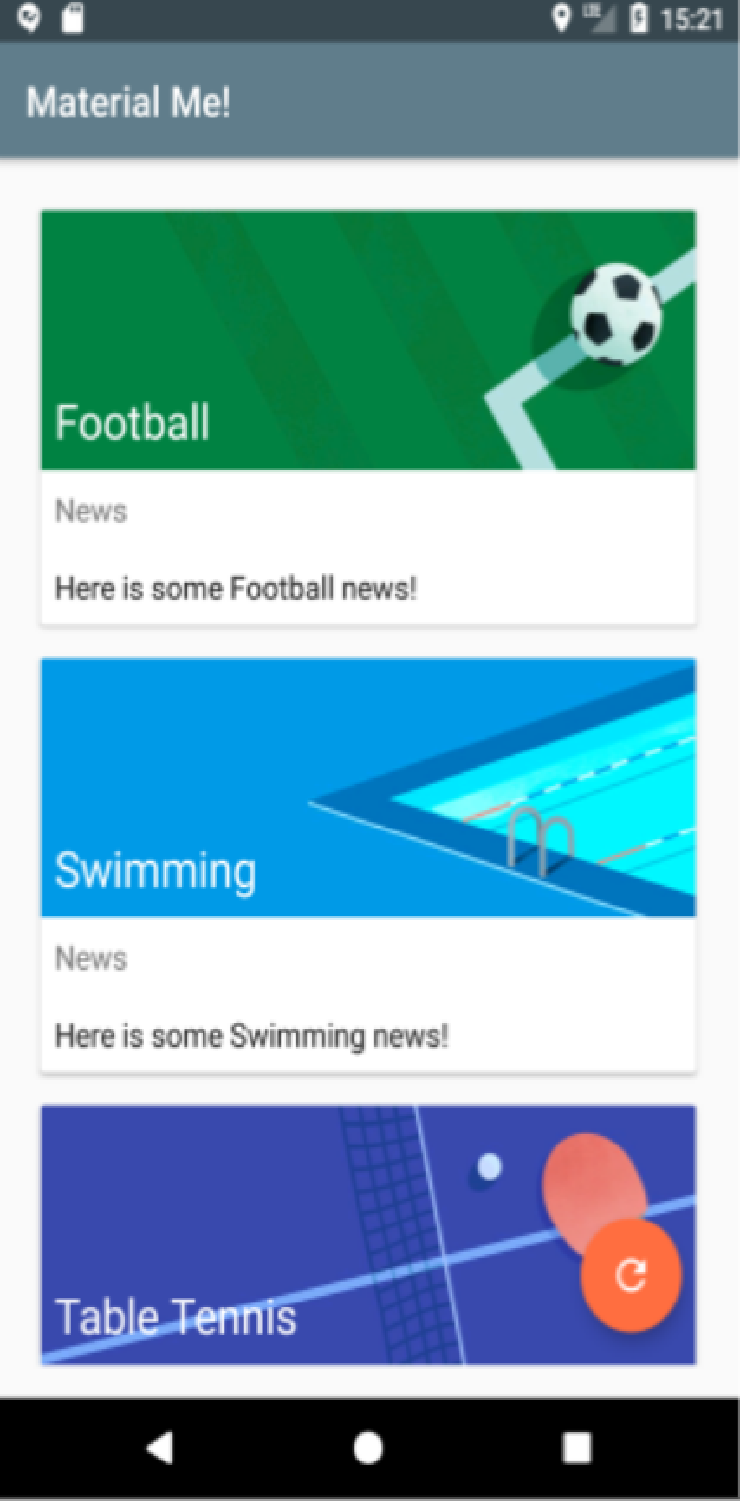 LTE 15:21
Material Me!
Football
News
Here is some Football news!
Swimming
News
Here is some Swimming news!
Table Tennis